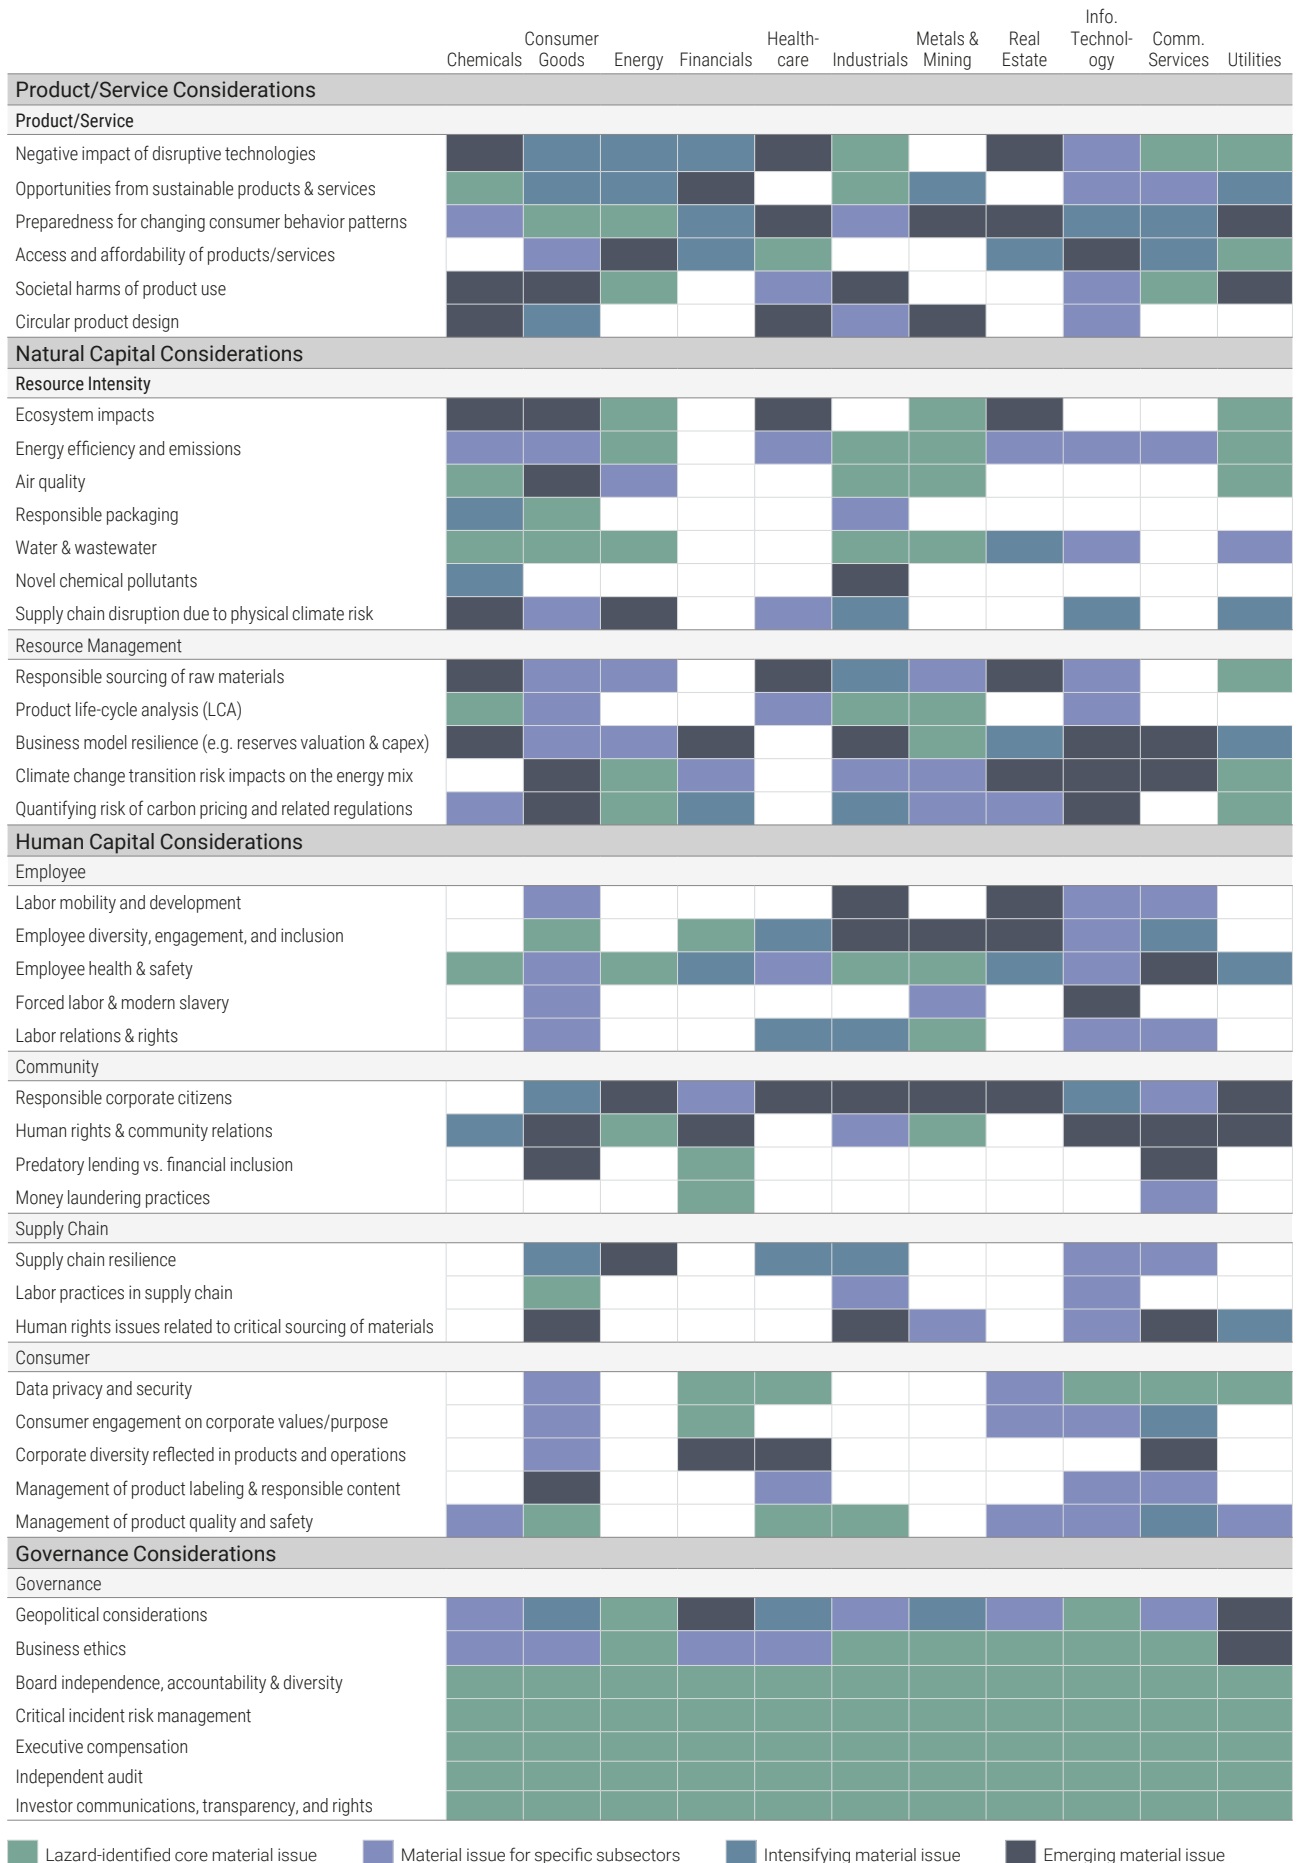 Chemicals Consumer Goods Energy Financials Health-care Industrials Metals & Mining Real Estate Info. Technol-ogy Comm. Services Utilities
Product/Service Considerations
Product/Service
Negative impact of disruptive technologies
Opportunities from sustainable products & services
Preparedness for changing consumer behavior patterns
Access and affordability of products/services
Societal harms of product use
Circular product design
Natural Capital Considerations
Resource Intensity
Ecosystem impacts
Energy efficiency and emissions
Air quality
Responsible packaging
Water & wastewater
Novel chemical pollutants
Supply chain disruption due to physical climate risk
Resource Management
Responsible sourcing of raw materials
Product life-cycle analysis (LCA)
Business model resilience (e.g. reserves valuation & capex)
Climate change transition risk impacts on the energy mix
Quantifying risk of carbon pricing and related regulations
Human Capital Considerations
Employee
Labor mobility and development
Employee diversity, engagement, and inclusion
Employee health & safety
Forced labor & modern slavery
Labor relations & rights
Community
Responsible corporate citizens
Human rights & community relations
Predatory lending vs. financial inclusion
Money laundering practices
Supply Chain
Supply chain resilience
Labor practices in supply chain
Human rights issues related to critical sourcing of materials
Consumer
Data privacy and security
Consumer engagement on corporate values/purpose
Corporate diversity reflected in products and operations
Management of product labeling & responsible content
Management of product quality and safety
Governance Considerations
Governance
Geopolitical considerations
Business ethics
Board independence, accountability & diversity
Critical incident risk management
Executive compensation
Independent audit
Investor communications, transparency, and rights
Lazard-identified core material issue Material issue for specific subsectors Intensifying material issue Emerging material issue